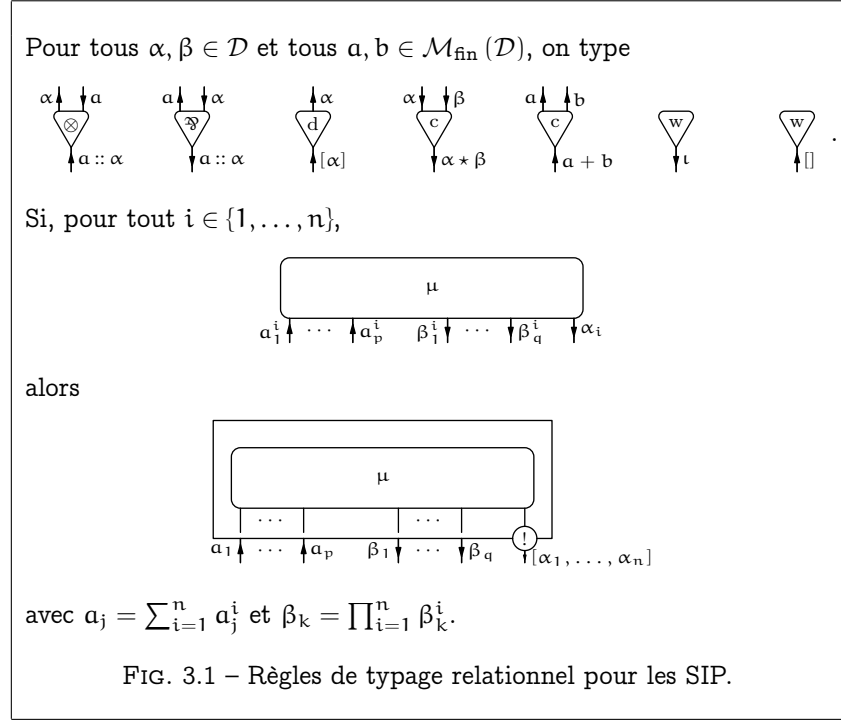 Pour tous α, β ∈ 𝒟 et tous a, b ∈ ℳ_fin (𝒟), on type
α a a α α α β a b
⊗ ⅋ d c c w w
a :: α a :: α [α] α ⋆ β a + b ι [] .
Si, pour tout i ∈ {1, . . . , n},
μ
a_1^i ··· a_p^i β_1^i ··· β_q^i α_i
alors
μ
··· ···
!
a_1 ··· a_p β_1 ··· β_q [α_1, . . . , α_n]
avec a_j = ∑_{i=1}^n a_j^i et β_k = ∏_{i=1}^n β_k^i.
FIG. 3.1 – Règles de typage relationnel pour les SIP.